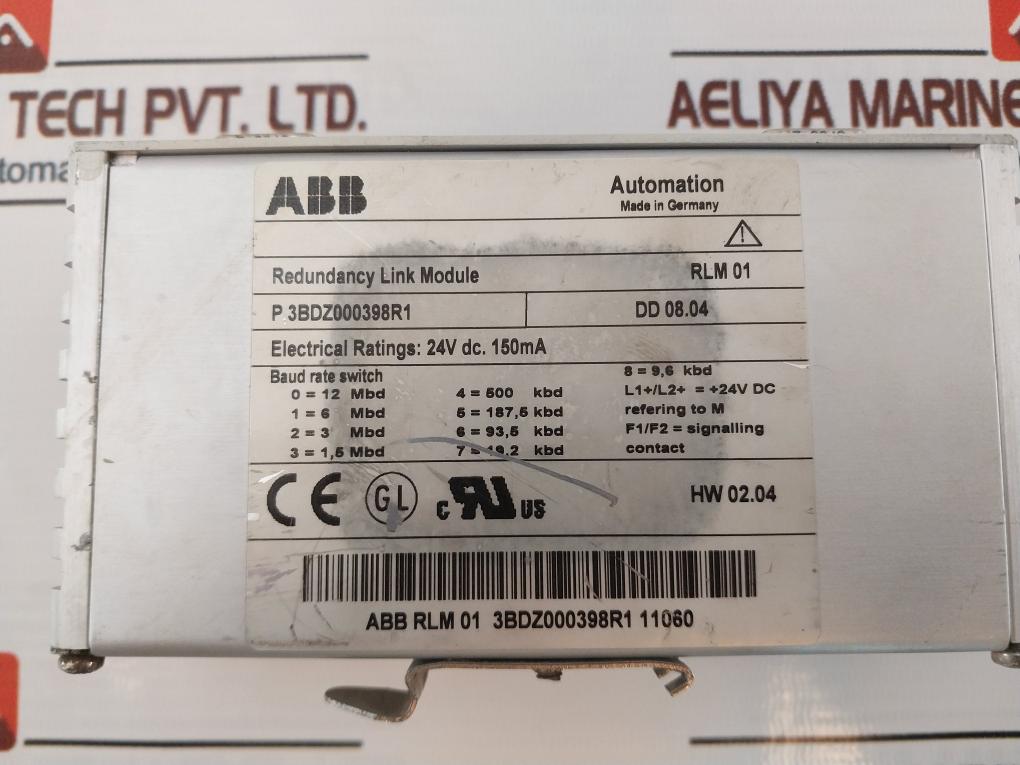 TECH PVT. LTD.
AELIYA MARINE
ABB
Automation
Made in Germany
Redundancy Link Module
RLM 01
P 3BDZ000398R1
DD 08.04
Electrical Ratings: 24V dc. 150mA
Baud rate switch
0 = 12 Mbd
1 = 6 Mbd
2 = 3 Mbd
3 = 1,5 Mbd
4 = 500 kbd
5 = 187,5 kbd
6 = 93,5 kbd
7 = 19.2 kbd
8 = 9,6 kbd
L1+/L2+ = +24V DC
refering to M
F1/F2 = signalling
contact
CE
GL
c RU US
HW 02.04
ABB RLM 01 3BDZ000398R1 11060